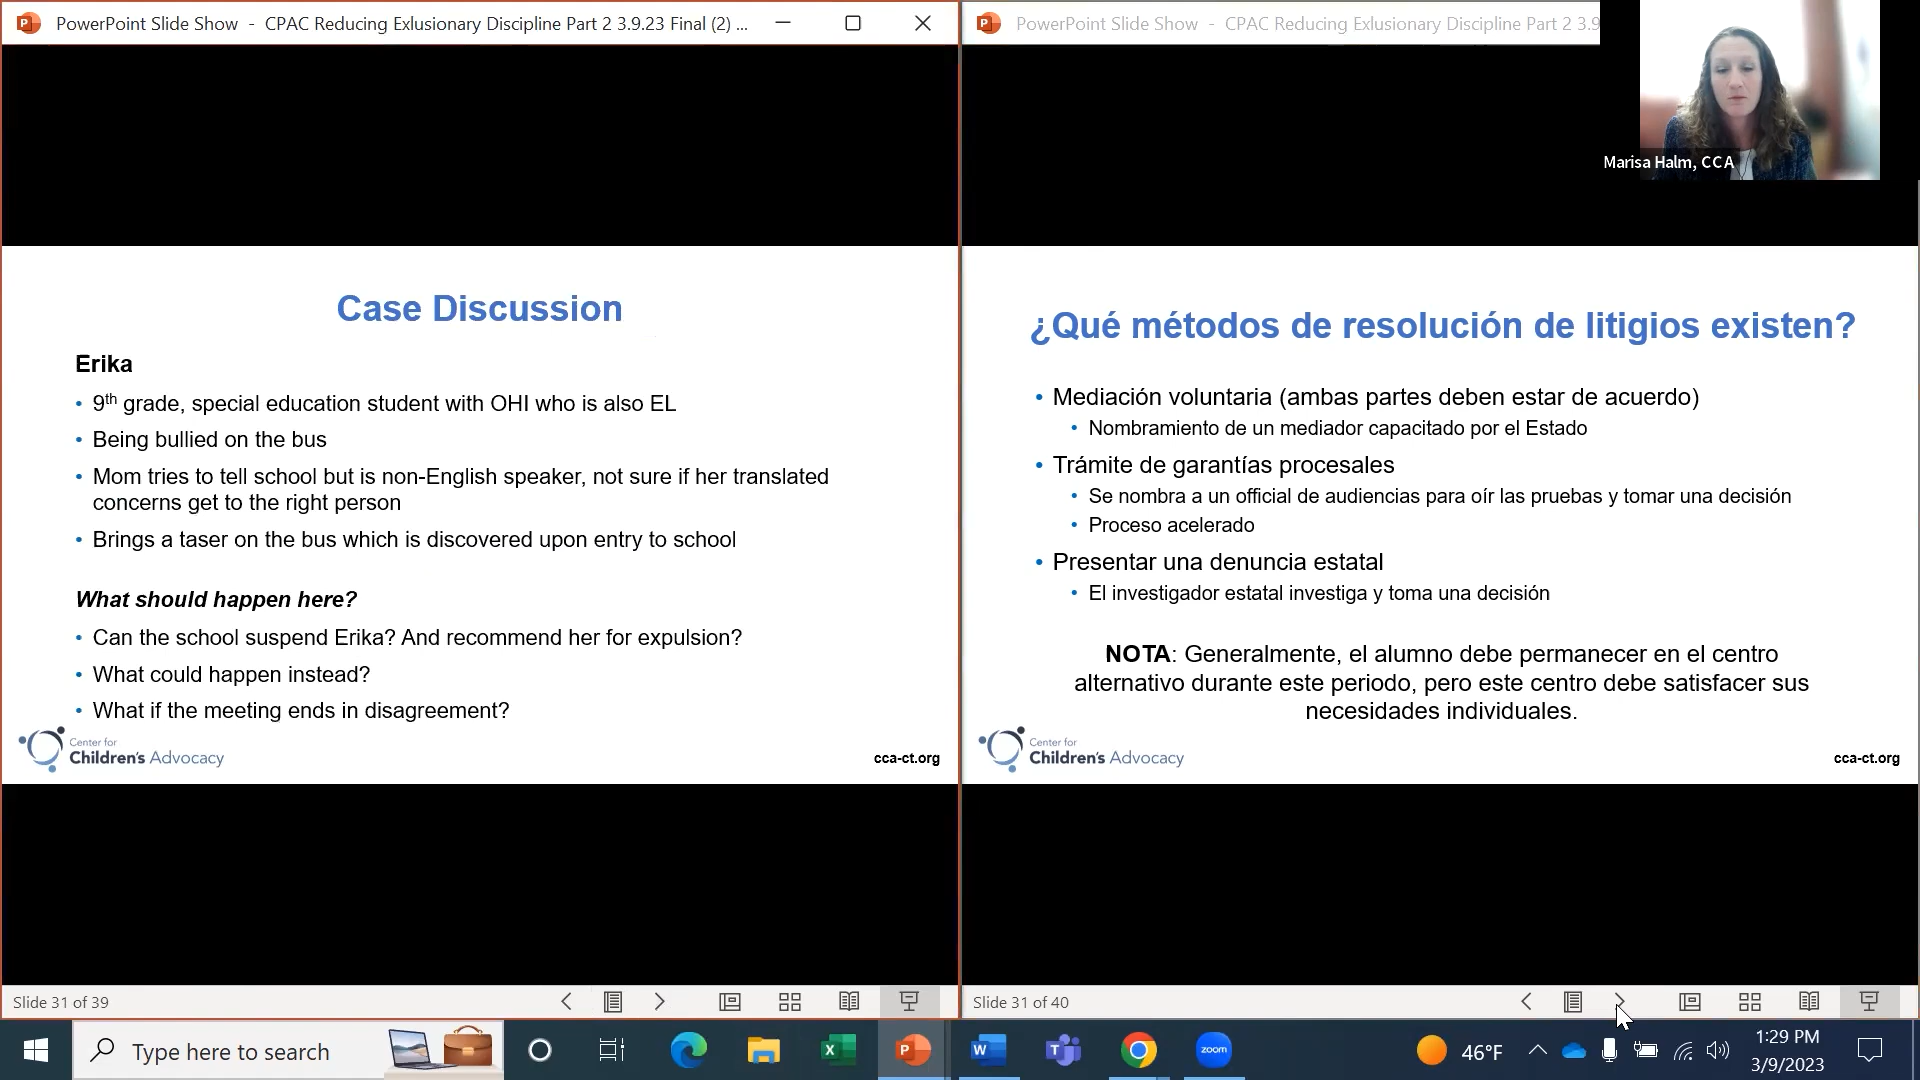 PowerPoint Slide Show - CPAC Reducing Exlusionary Discipline Part 2 3.9.23 Final (2) ...
Case Discussion
Erika
• 9th grade, special education student with OHI who is also EL
• Being bullied on the bus
• Mom tries to tell school but is non-English speaker, not sure if her translated
concerns get to the right person
• Brings a taser on the bus which is discovered upon entry to school
What should happen here?
• Can the school suspend Erika? And recommend her for expulsion?
• What could happen instead?
• What if the meeting ends in disagreement?
Center for
Children's Advocacy
cca-ct.org
Slide 31 of 39
PowerPoint Slide Show - CPAC Reducing Exlusionary Discipline Part 2 3.9
Marisa Halm, CCA
¿Qué métodos de resolución de litigios existen?
• Mediación voluntaria (ambas partes deben estar de acuerdo)
• Nombramiento de un mediador capacitado por el Estado
• Trámite de garantías procesales
• Se nombra a un official de audiencias para oír las pruebas y tomar una decisión
• Proceso acelerado
• Presentar una denuncia estatal
• El investigador estatal investiga y toma una decisión
NOTA: Generalmente, el alumno debe permanecer en el centro
alternativo durante este periodo, pero este centro debe satisfacer sus
necesidades individuales.
Center for
Children's Advocacy
cca-ct.org
Slide 31 of 40
Type here to search
zoom
46°F
1:29 PM
3/9/2023